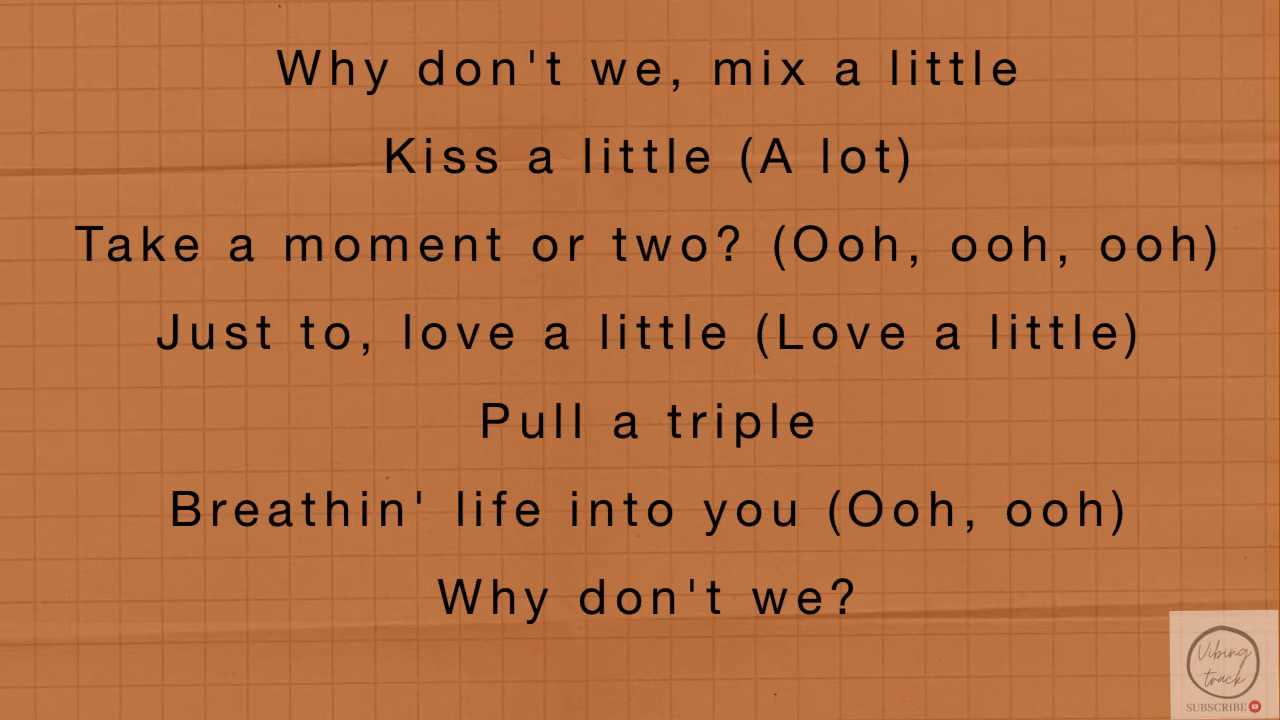 Why don't we, mix a little
Kiss a little (A lot)
Take a moment or two? (Ooh, ooh, ooh)
Just to, love a little (Love a little)
Pull a triple
Breathin' life into you (Ooh, ooh)
Why don't we?
Vibing
track
SUBSCRIBE